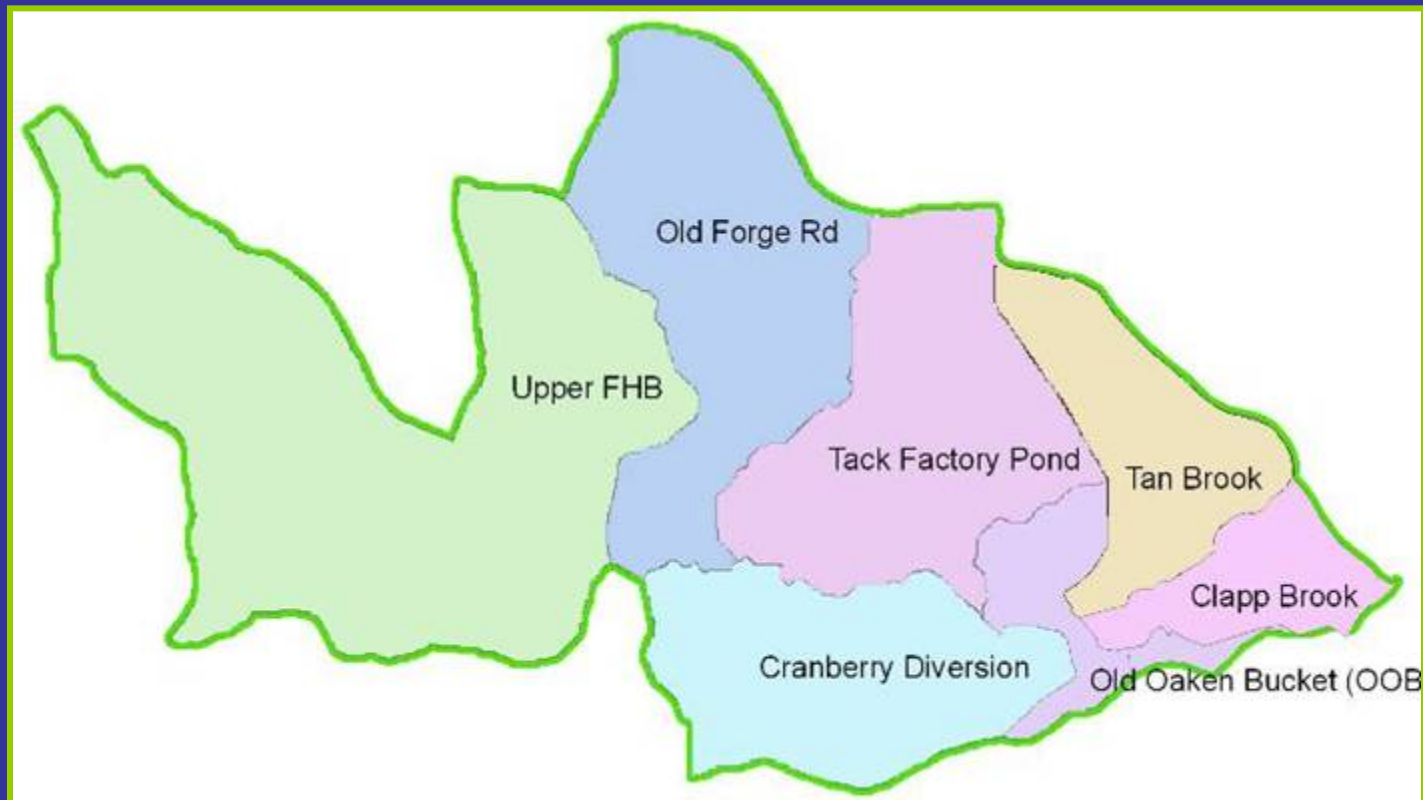 Old Forge Rd
Upper FHB
Tack Factory Pond
Tan Brook
Clapp Brook
Cranberry Diversion
Old Oaken Bucket (OOB